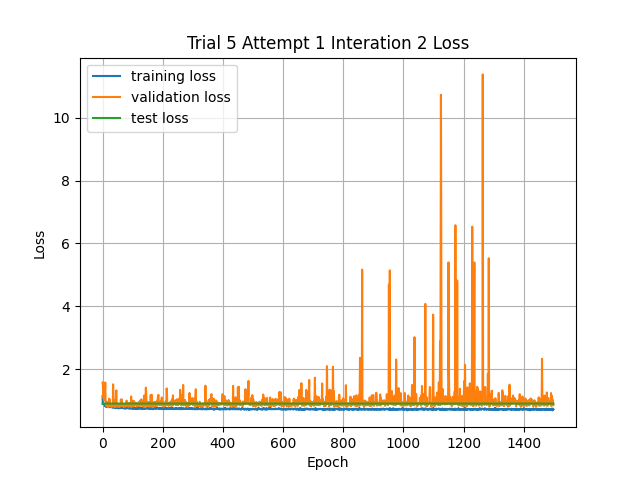 Trial 5 Attempt 1 Interation 2 Loss
training loss
validation loss
test loss
10
8
6
4
2
Loss
0 200 400 600 800 1000 1200 1400
Epoch